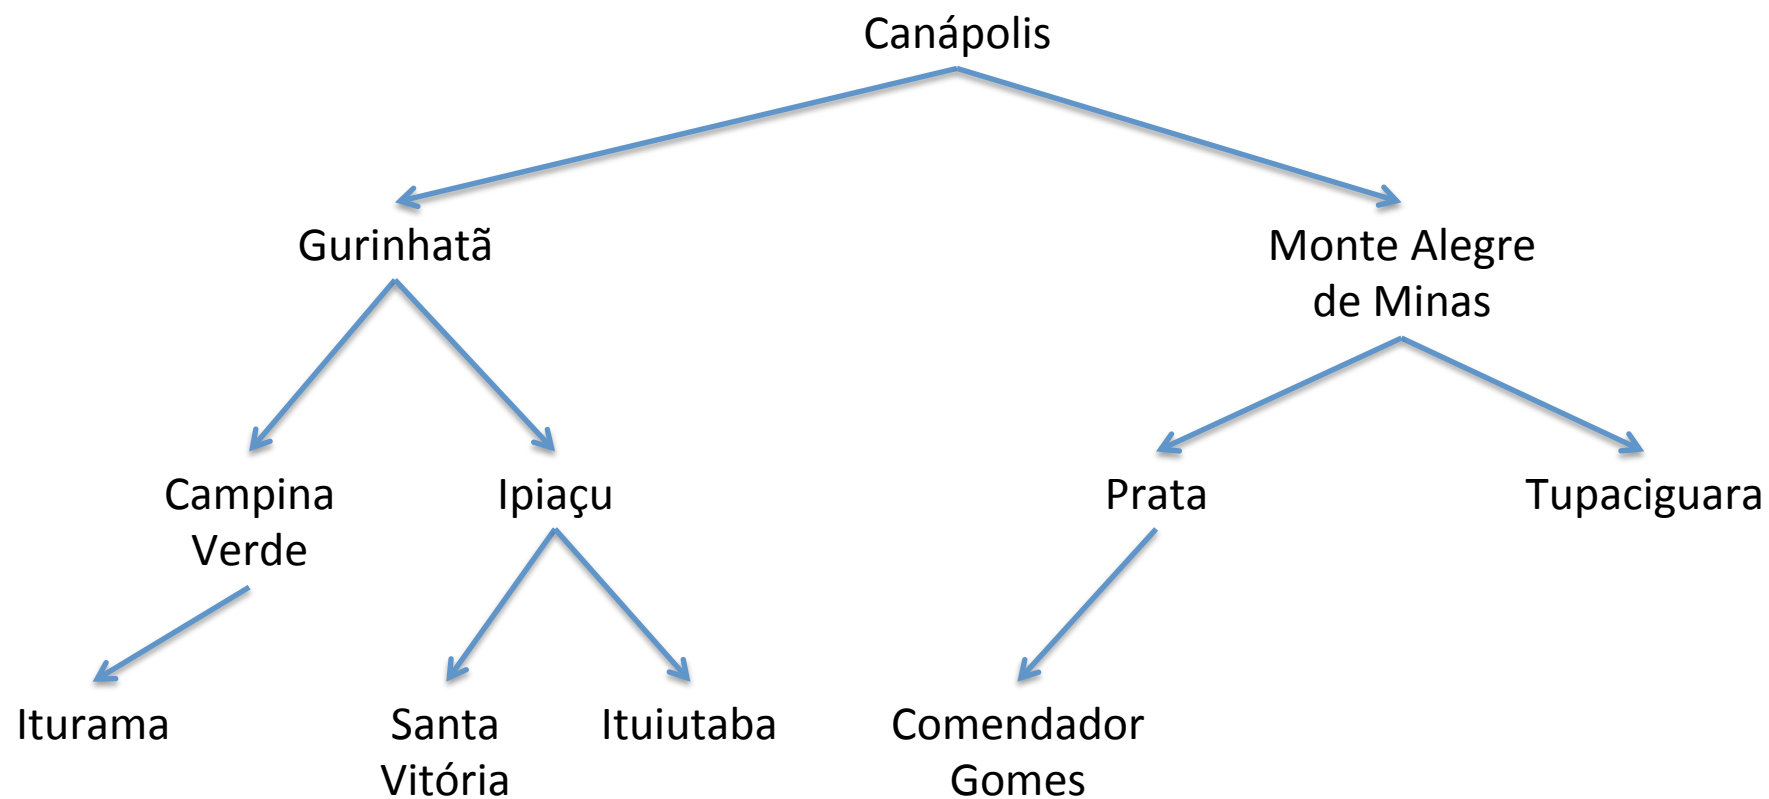 Canápolis
Gurinhatã
Monte Alegre
de Minas
Campina
Verde
Ipiaçu
Prata
Tupaciguara
Iturama
Santa
Vitória
Ituiutaba
Comendador
Gomes